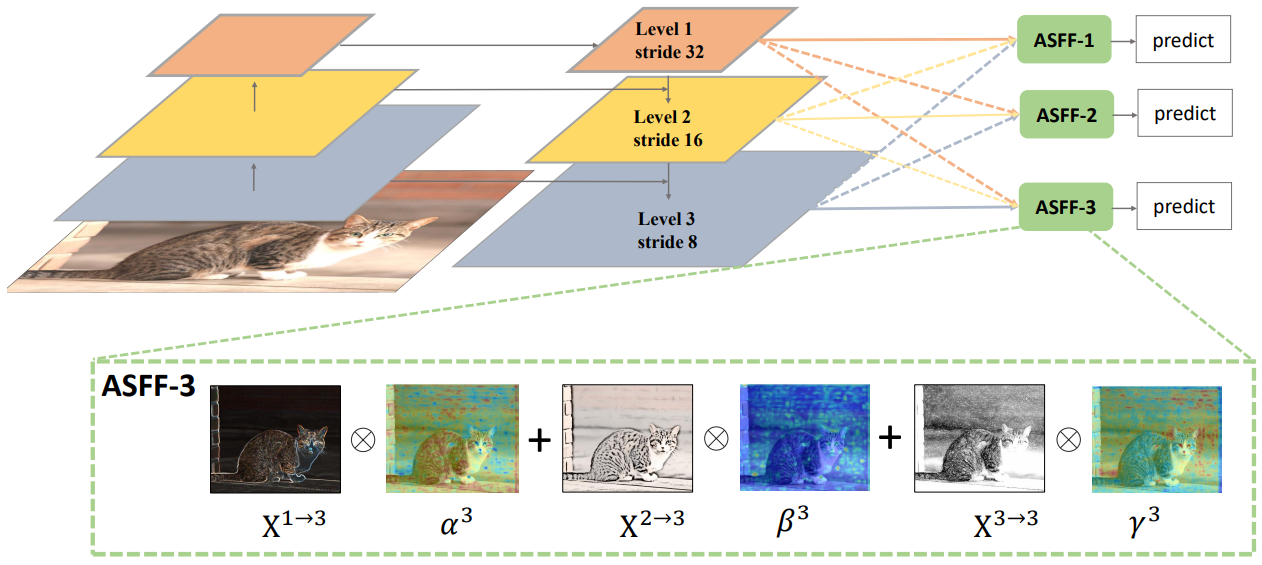 Level 1
stride 32
ASFF-1
predict
Level 2
stride 16
ASFF-2
predict
Level 3
stride 8
ASFF-3
predict
ASFF-3
⊗ + ⊗ + ⊗
X¹→³ α³ X²→³ β³ X³→³ γ³